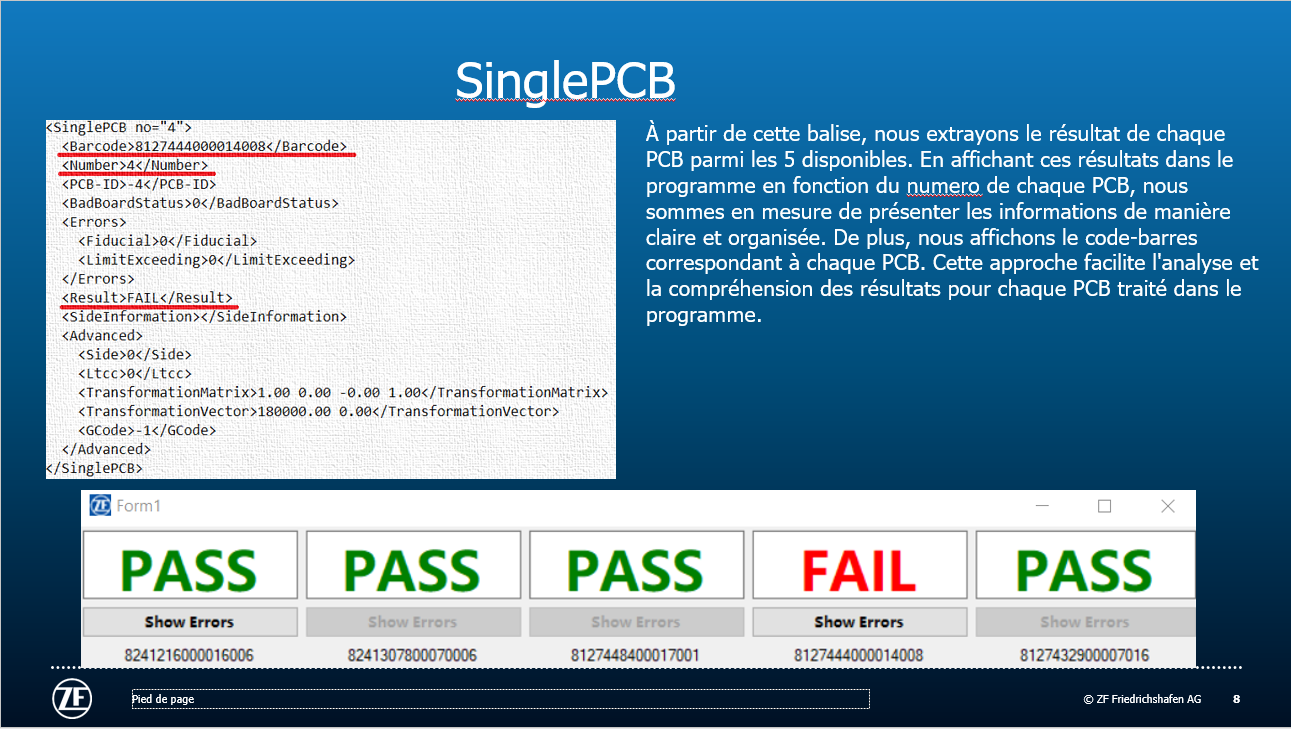 SinglePCB
<SinglePCB no="4">
<Barcode>8127444000014008</Barcode>
<Number>4</Number>
<PCB-ID>-4</PCB-ID>
<BadBoardStatus>0</BadBoardStatus>
<Errors>
<Fiducial>0</Fiducial>
<LimitExceeding>0</LimitExceeding>
</Errors>
<Result>FAIL</Result>
<SideInformation></SideInformation>
<Advanced>
<Side>0</Side>
<Ltcc>0</Ltcc>
<TransformationMatrix>1.00 0.00 -0.00 1.00</TransformationMatrix>
<TransformationVector>180000.00 0.00</TransformationVector>
<GCode>-1</GCode>
</Advanced>
</SinglePCB>
À partir de cette balise, nous extrayons le résultat de chaque
PCB parmi les 5 disponibles. En affichant ces résultats dans le
programme en fonction du numero de chaque PCB, nous
sommes en mesure de présenter les informations de manière
claire et organisée. De plus, nous affichons le code-barres
correspondant à chaque PCB. Cette approche facilite l'analyse et
la compréhension des résultats pour chaque PCB traité dans le
programme.
ZF Form1
PASS PASS PASS FAIL PASS
Show Errors Show Errors Show Errors Show Errors Show Errors
8241216000016006 8241307800070006 8127448400017001 8127444000014008 8127432900007016
ZF Pied de page © ZF Friedrichshafen AG 8